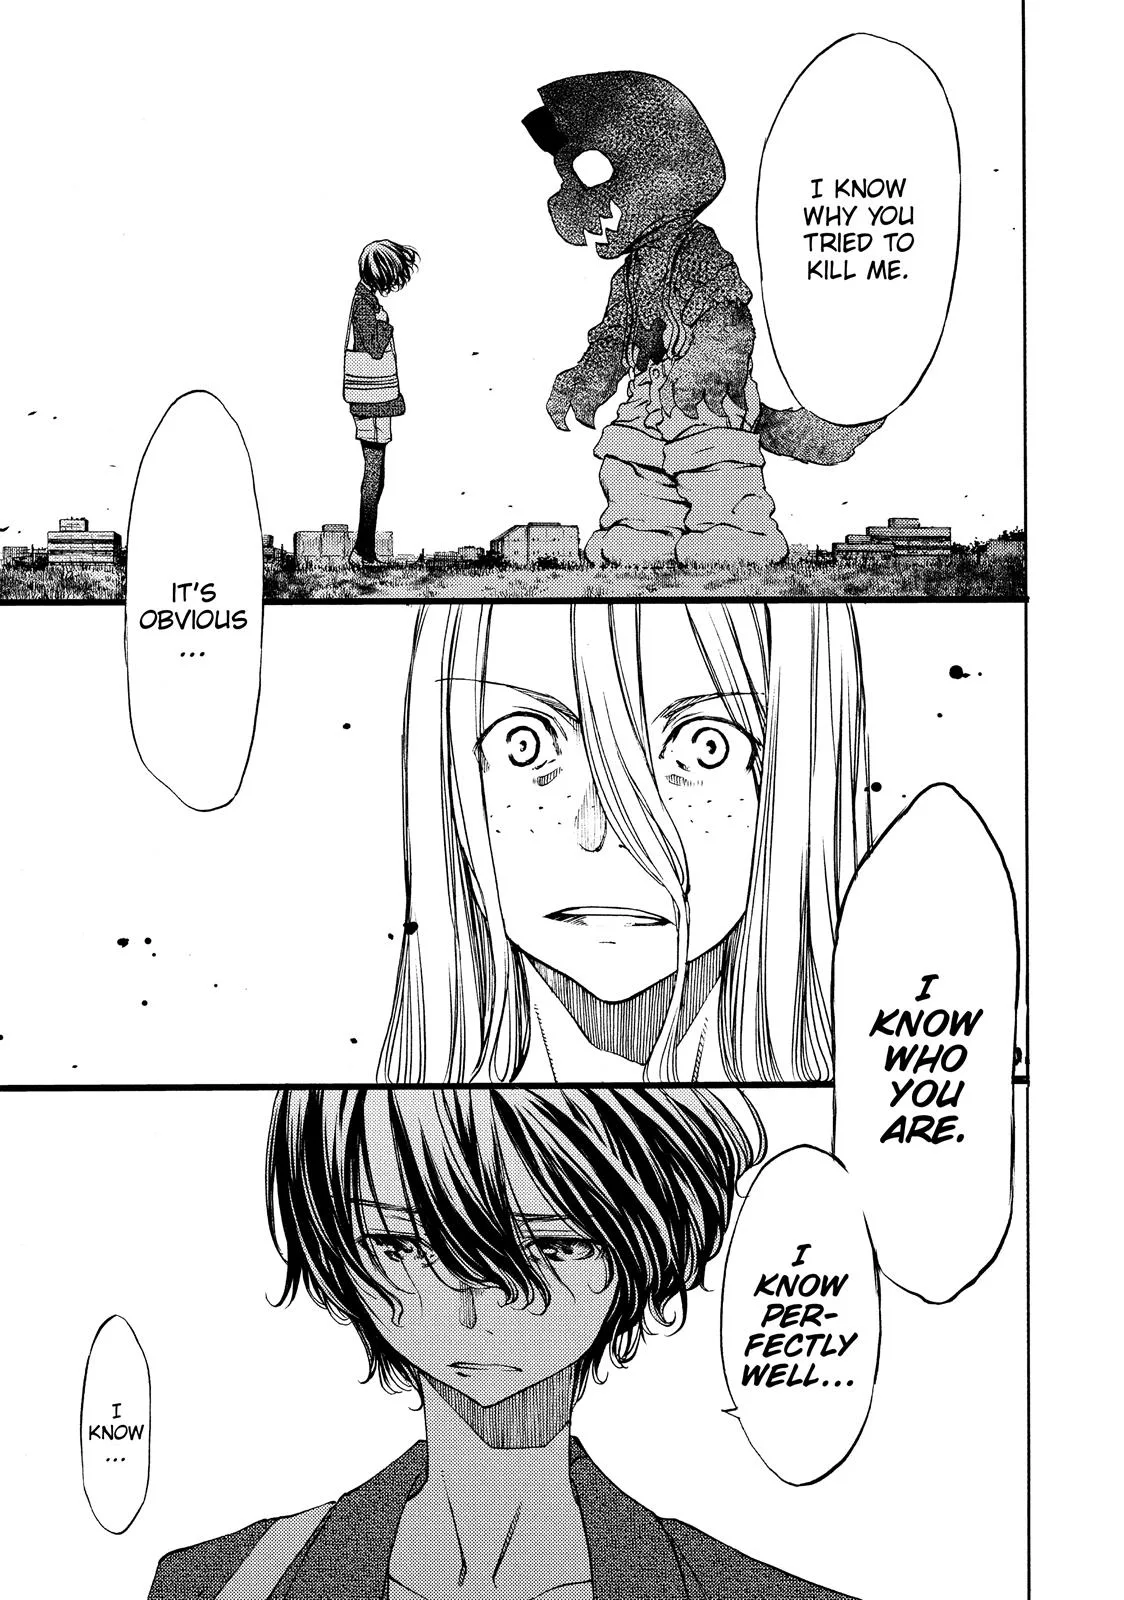 I KNOW
WHY YOU
TRIED TO
KILL ME.
IT'S
OBVIOUS
...
I
KNOW
WHO
YOU
ARE.
I
KNOW
PER-
FECTLY
WELL...
I
KNOW
...